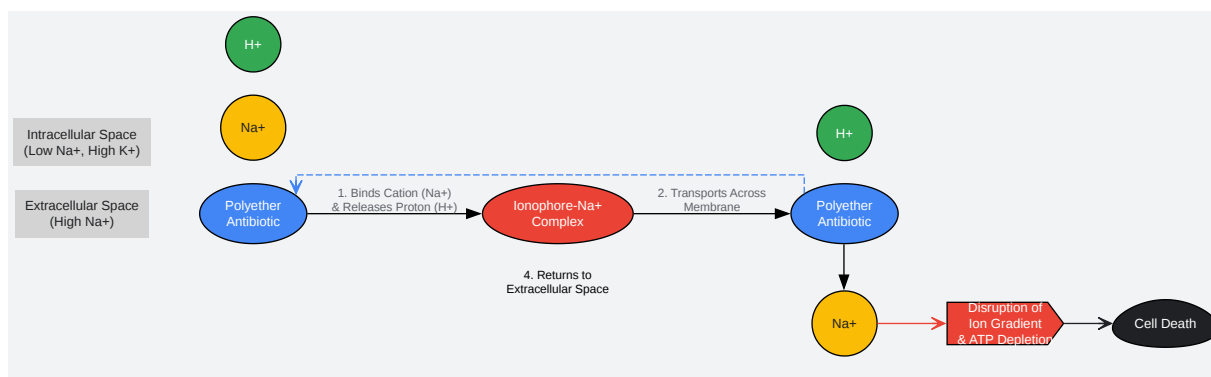 H+
Na+
Intracellular Space
(Low Na+, High K+)
H+
Extracellular Space
(High Na+)
Polyether
Antibiotic
1. Binds Cation (Na+)
& Releases Proton (H+)
Ionophore-Na+
Complex
2. Transports Across
Membrane
Polyether
Antibiotic
4. Returns to
Extracellular Space
Na+
Disruption of
Ion Gradient
& ATP Depletion
Cell Death